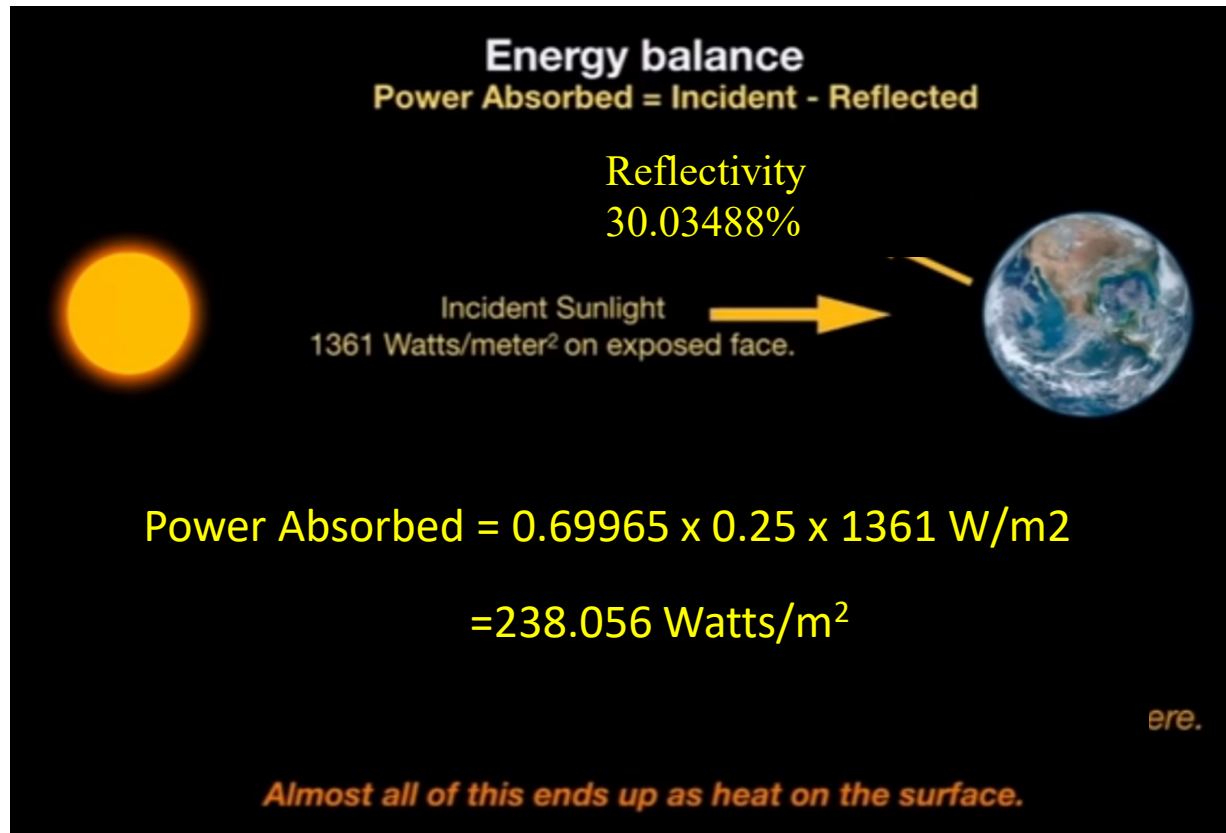 Energy balance
Power Absorbed = Incident - Reflected
Reflectivity
30.03488%
Incident Sunlight
1361 Watts/meter² on exposed face.
Power Absorbed = 0.69965 x 0.25 x 1361 W/m2
=238.056 Watts/m²
ere.
Almost all of this ends up as heat on the surface.